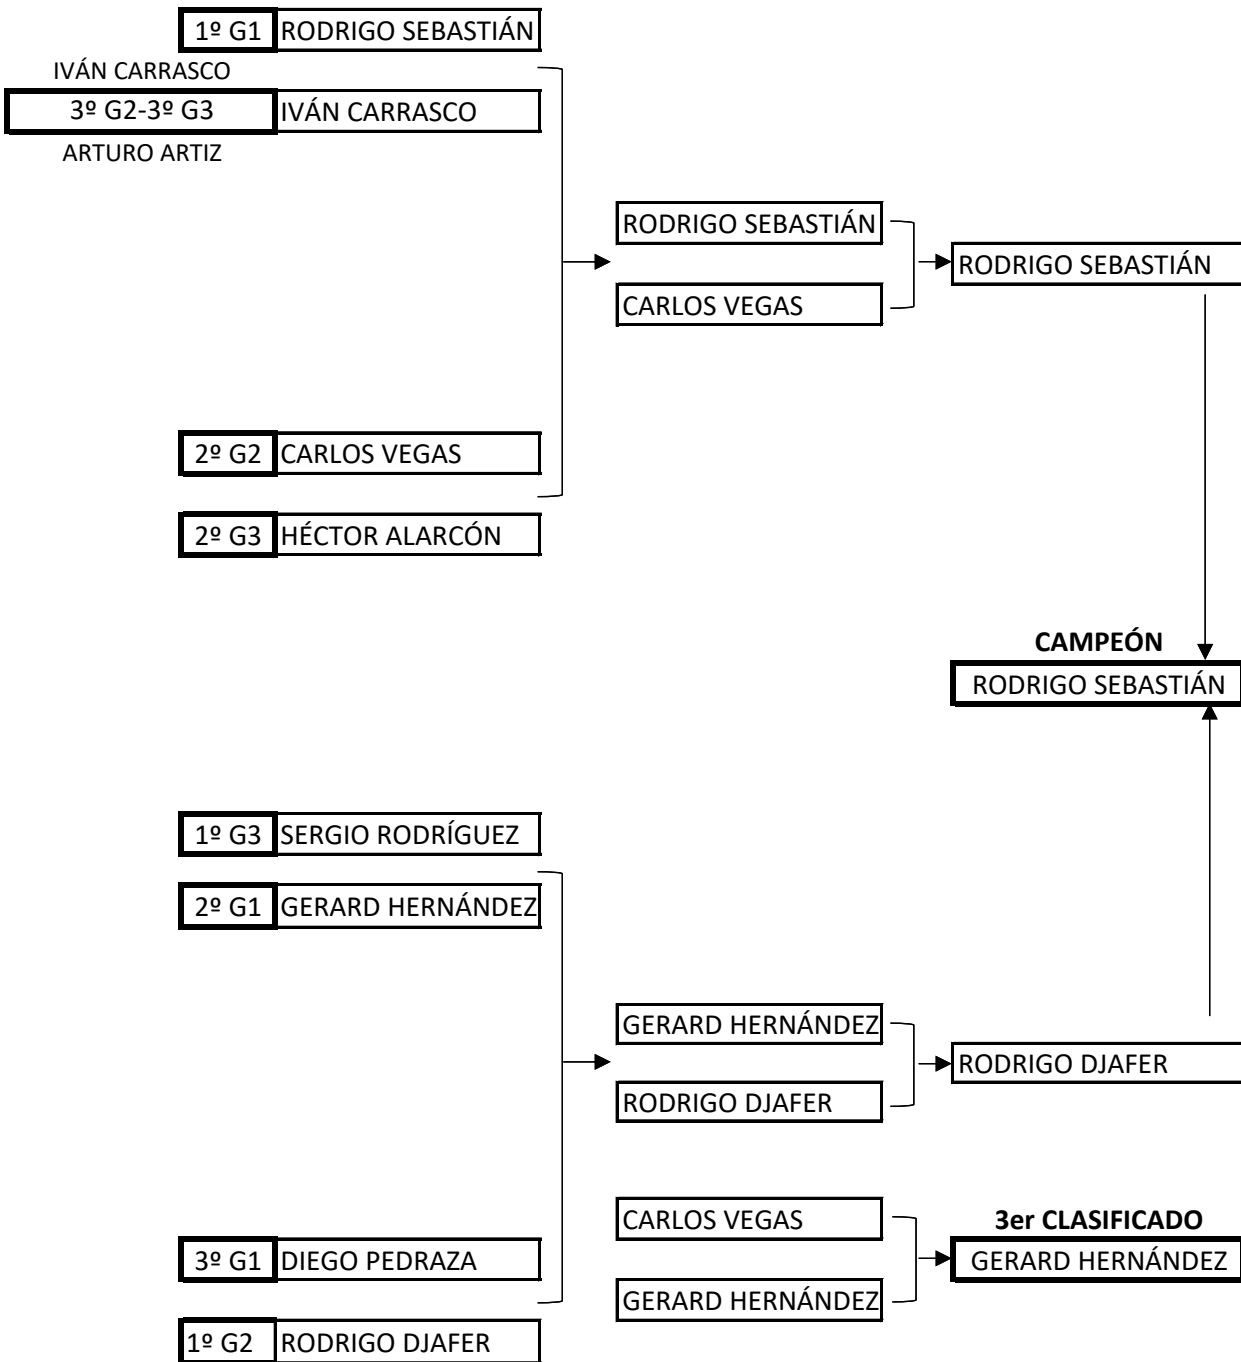 1º G1 RODRIGO SEBASTIÁN
IVÁN CARRASCO
3º G2-3º G3 IVÁN CARRASCO
ARTURO ARTIZ
RODRIGO SEBASTIÁN
RODRIGO SEBASTIÁN
CARLOS VEGAS
2º G2 CARLOS VEGAS
2º G3 HÉCTOR ALARCÓN
CAMPEÓN
RODRIGO SEBASTIÁN
1º G3 SERGIO RODRÍGUEZ
2º G1 GERARD HERNÁNDEZ
GERARD HERNÁNDEZ
RODRIGO DJAFER
RODRIGO DJAFER
CARLOS VEGAS
3er CLASIFICADO
3º G1 DIEGO PEDRAZA
GERARD HERNÁNDEZ
GERARD HERNÁNDEZ
1º G2 RODRIGO DJAFER